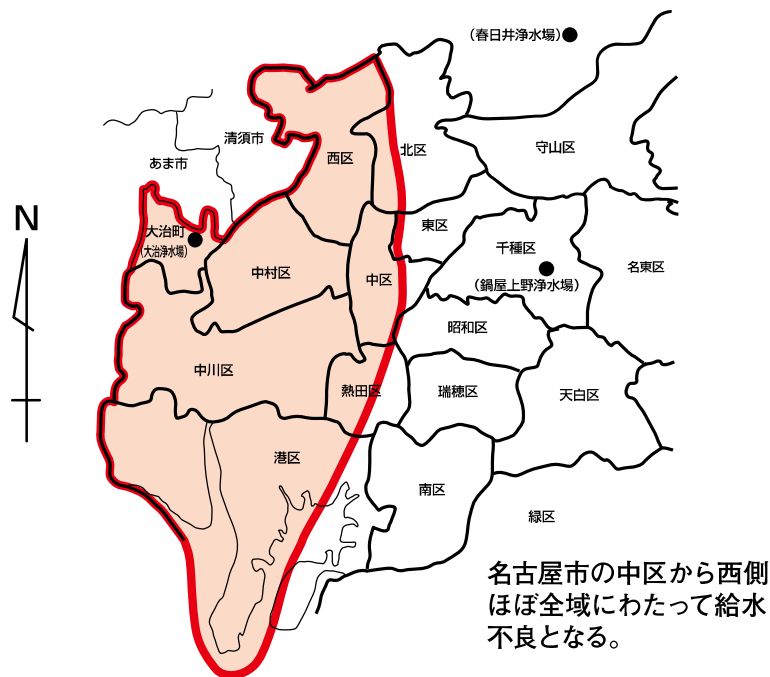 (春日井浄水場)
清須市
あま市
西区
北区
守山区
N
大治町
(大治浄水場)
東区
千種区
(鍋屋上野浄水場)
名東区
中村区
中区
昭和区
中川区
熱田区
瑞穂区
天白区
港区
南区
緑区
名古屋市の中区から西側
ほぼ全域にわたって給水
不良となる。